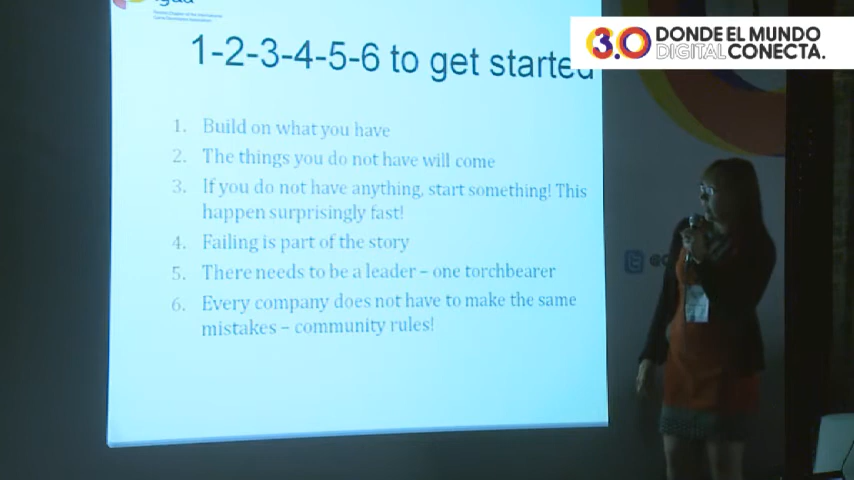 igda
3.0 DONDE EL MUNDO
DIGITAL CONECTA.
1-2-3-4-5-6 to get started
1. Build on what you have
2. The things you do not have will come
3. If you do not have anything, start something! This
happen surprisingly fast!
4. Failing is part of the story
5. There needs to be a leader – one torchbearer
6. Every company does not have to make the same
mistakes – community rules!